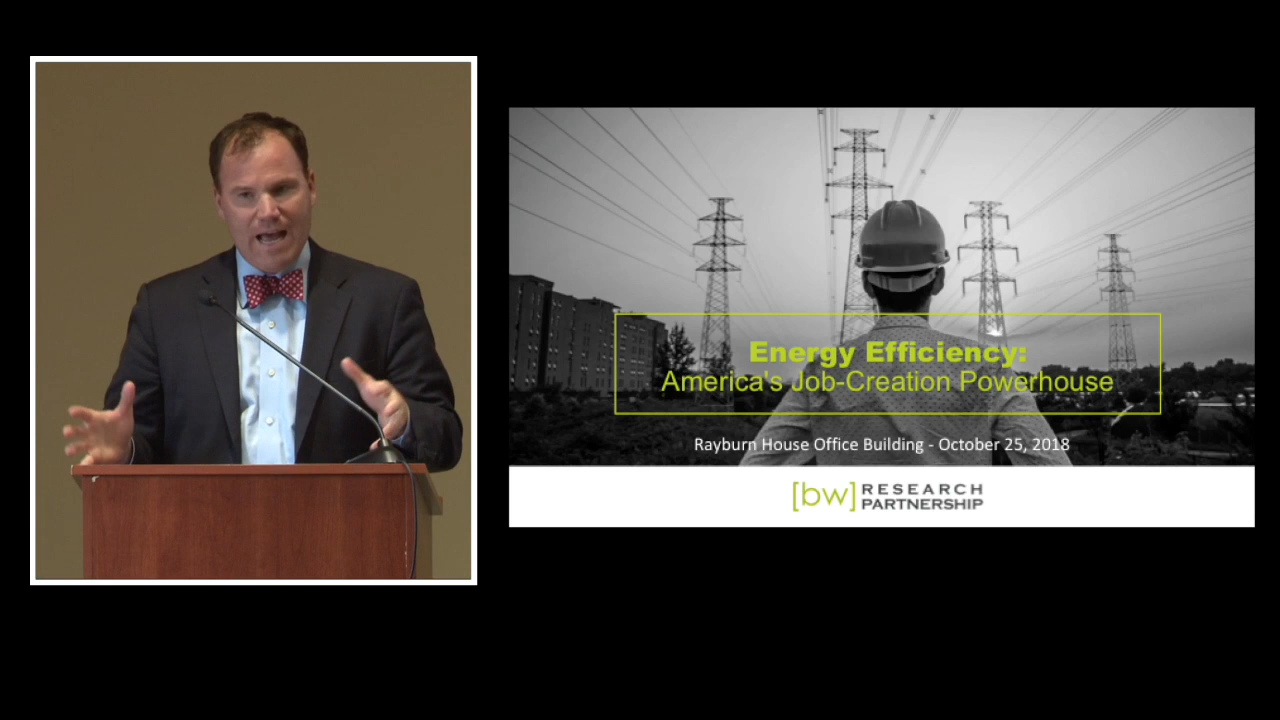 Energy Efficiency:
America's Job-Creation Powerhouse
Rayburn House Office Building - October 25, 2018
[bw] RESEARCH
PARTNERSHIP